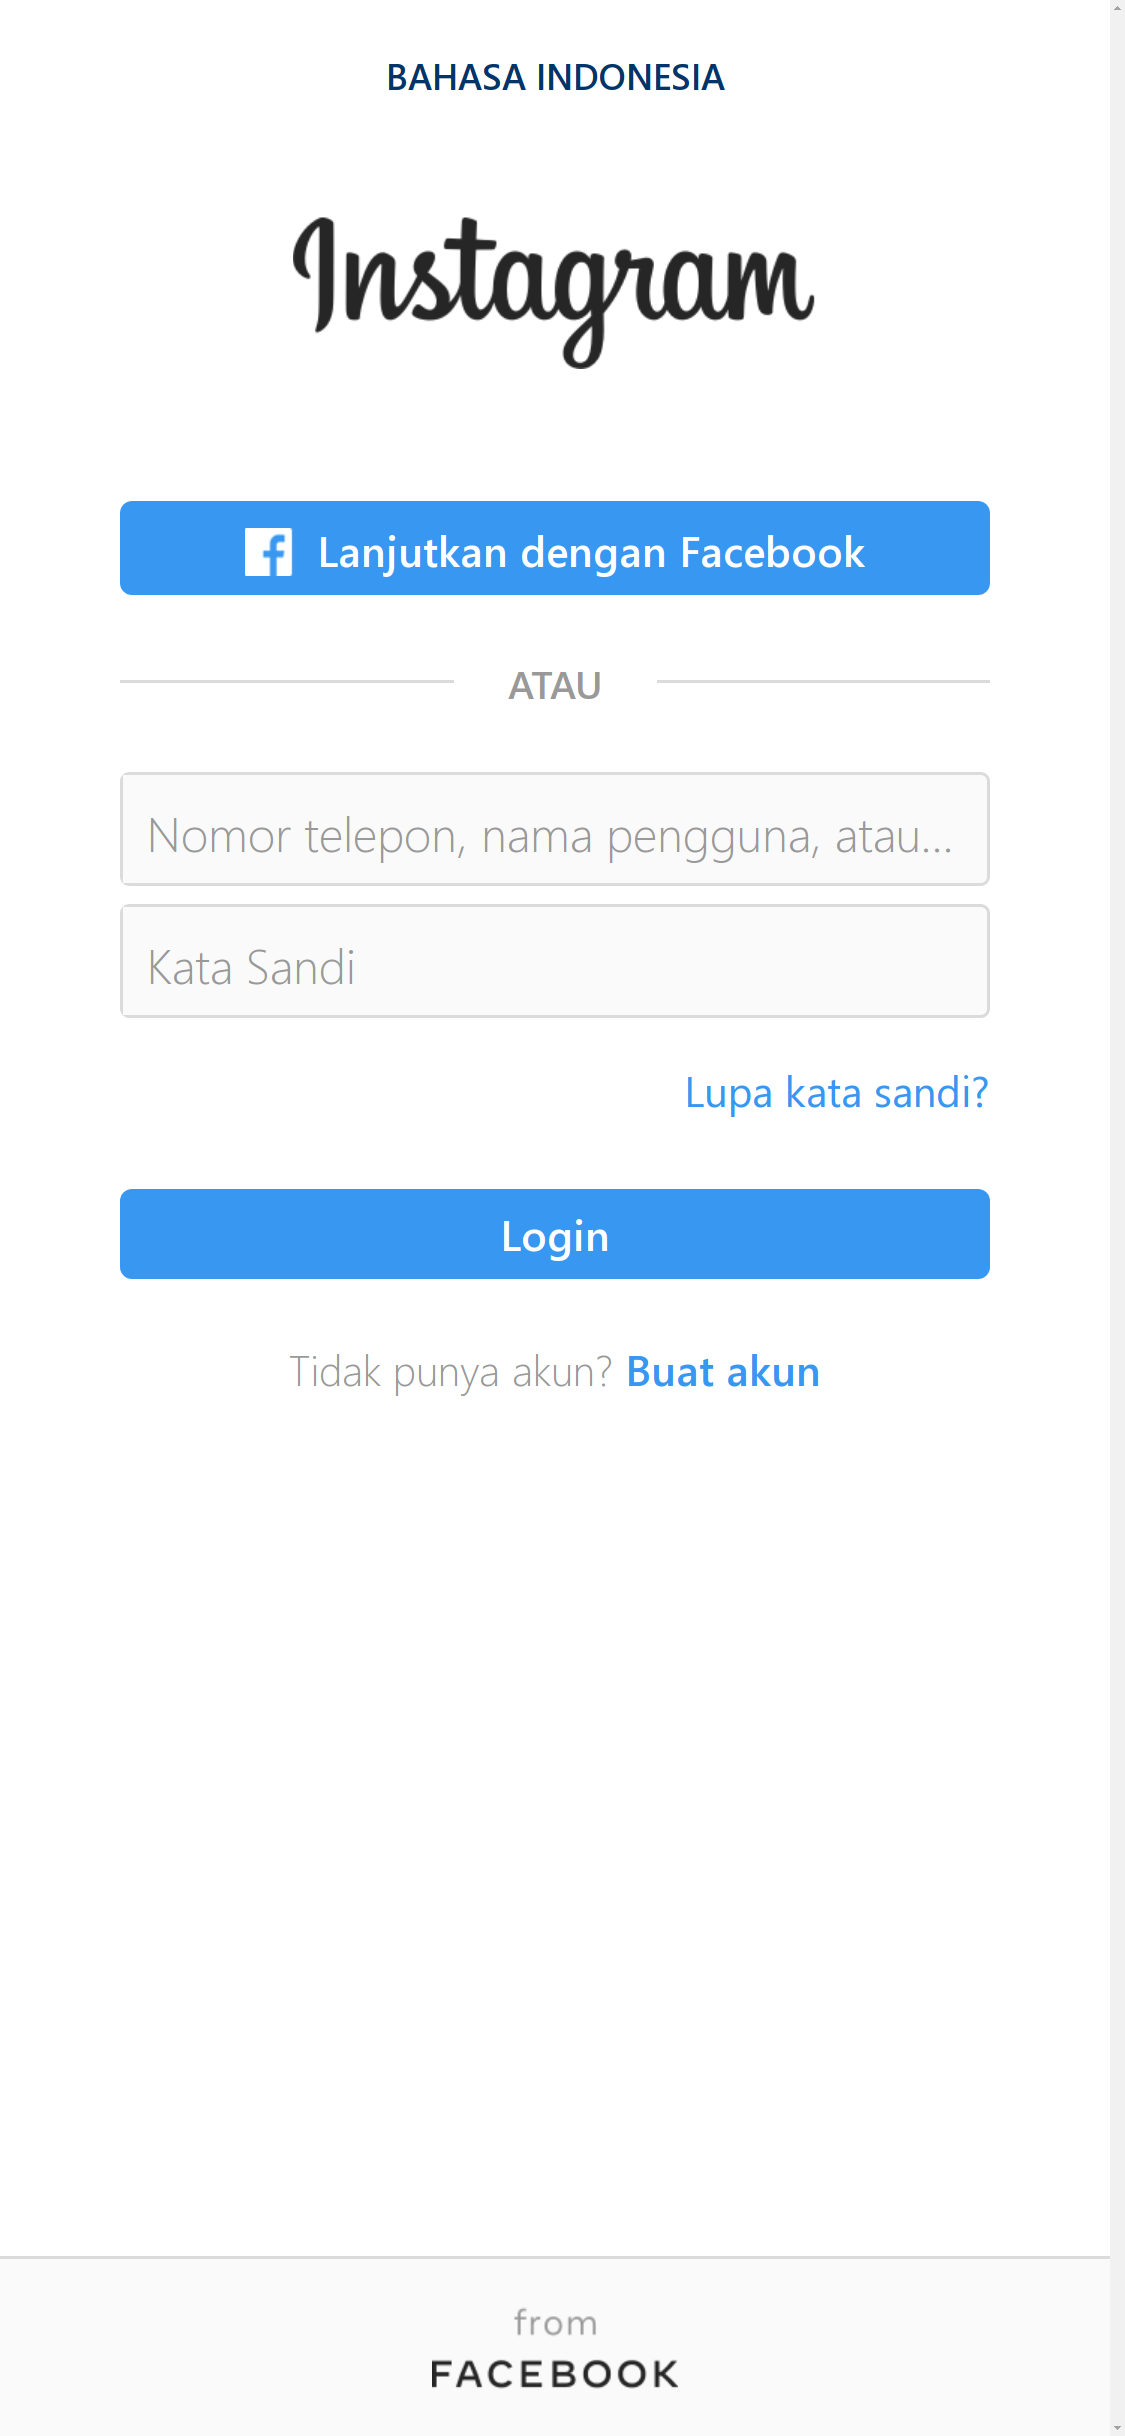 BAHASA INDONESIA
Instagram
Lanjutkan dengan Facebook
ATAU
Nomor telepon, nama pengguna, atau...
Kata Sandi
Lupa kata sandi?
Login
Tidak punya akun? Buat akun
from
FACEBOOK